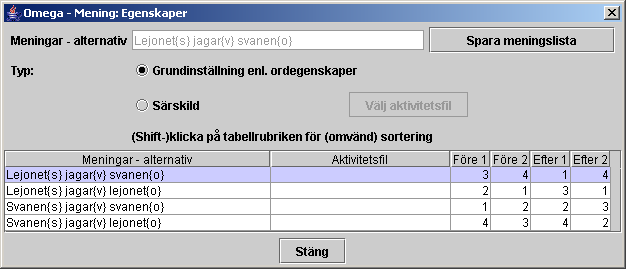 Omega - Mening: Egenskaper
Meningar - alternativ Lejonet{s} jagar{v} svanen{o} Spara meningslista
Typ: Grundinställning enl. ordegenskaper
Särskild Välj aktivitetsfil
(Shift-)klicka på tabellrubriken för (omvänd) sortering
Meningar - alternativ Aktivitetsfil Före 1 Före 2 Efter 1 Efter 2
Lejonet{s} jagar{v} svanen{o} 3 4 1 4
Lejonet{s} jagar{v} lejonet{o} 2 1 3 1
Svanen{s} jagar{v} svanen{o} 1 2 2 3
Svanen{s} jagar{v} lejonet{o} 4 3 4 2
Stäng